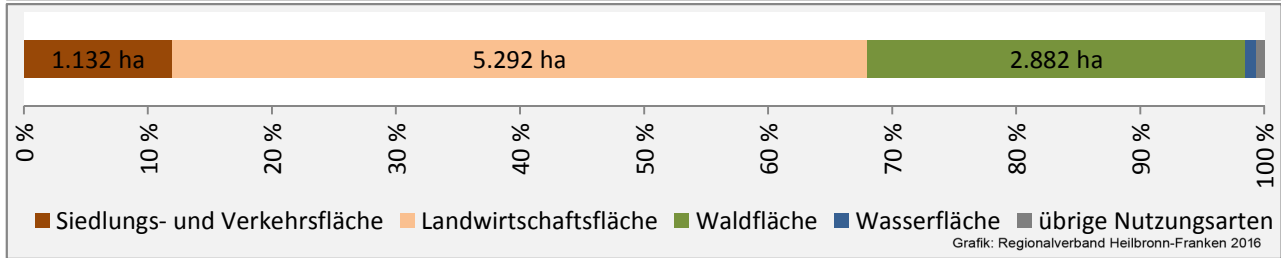 1.132 ha 5.292 ha 2.882 ha
0 % 10 % 20 % 30 % 40 % 50 % 60 % 70 % 80 % 90 % 100 %
Siedlungs- und Verkehrsfläche Landwirtschaftsfläche Waldfläche Wasserfläche übrige Nutzungsarten
Grafik: Regionalverband Heilbronn-Franken 2016